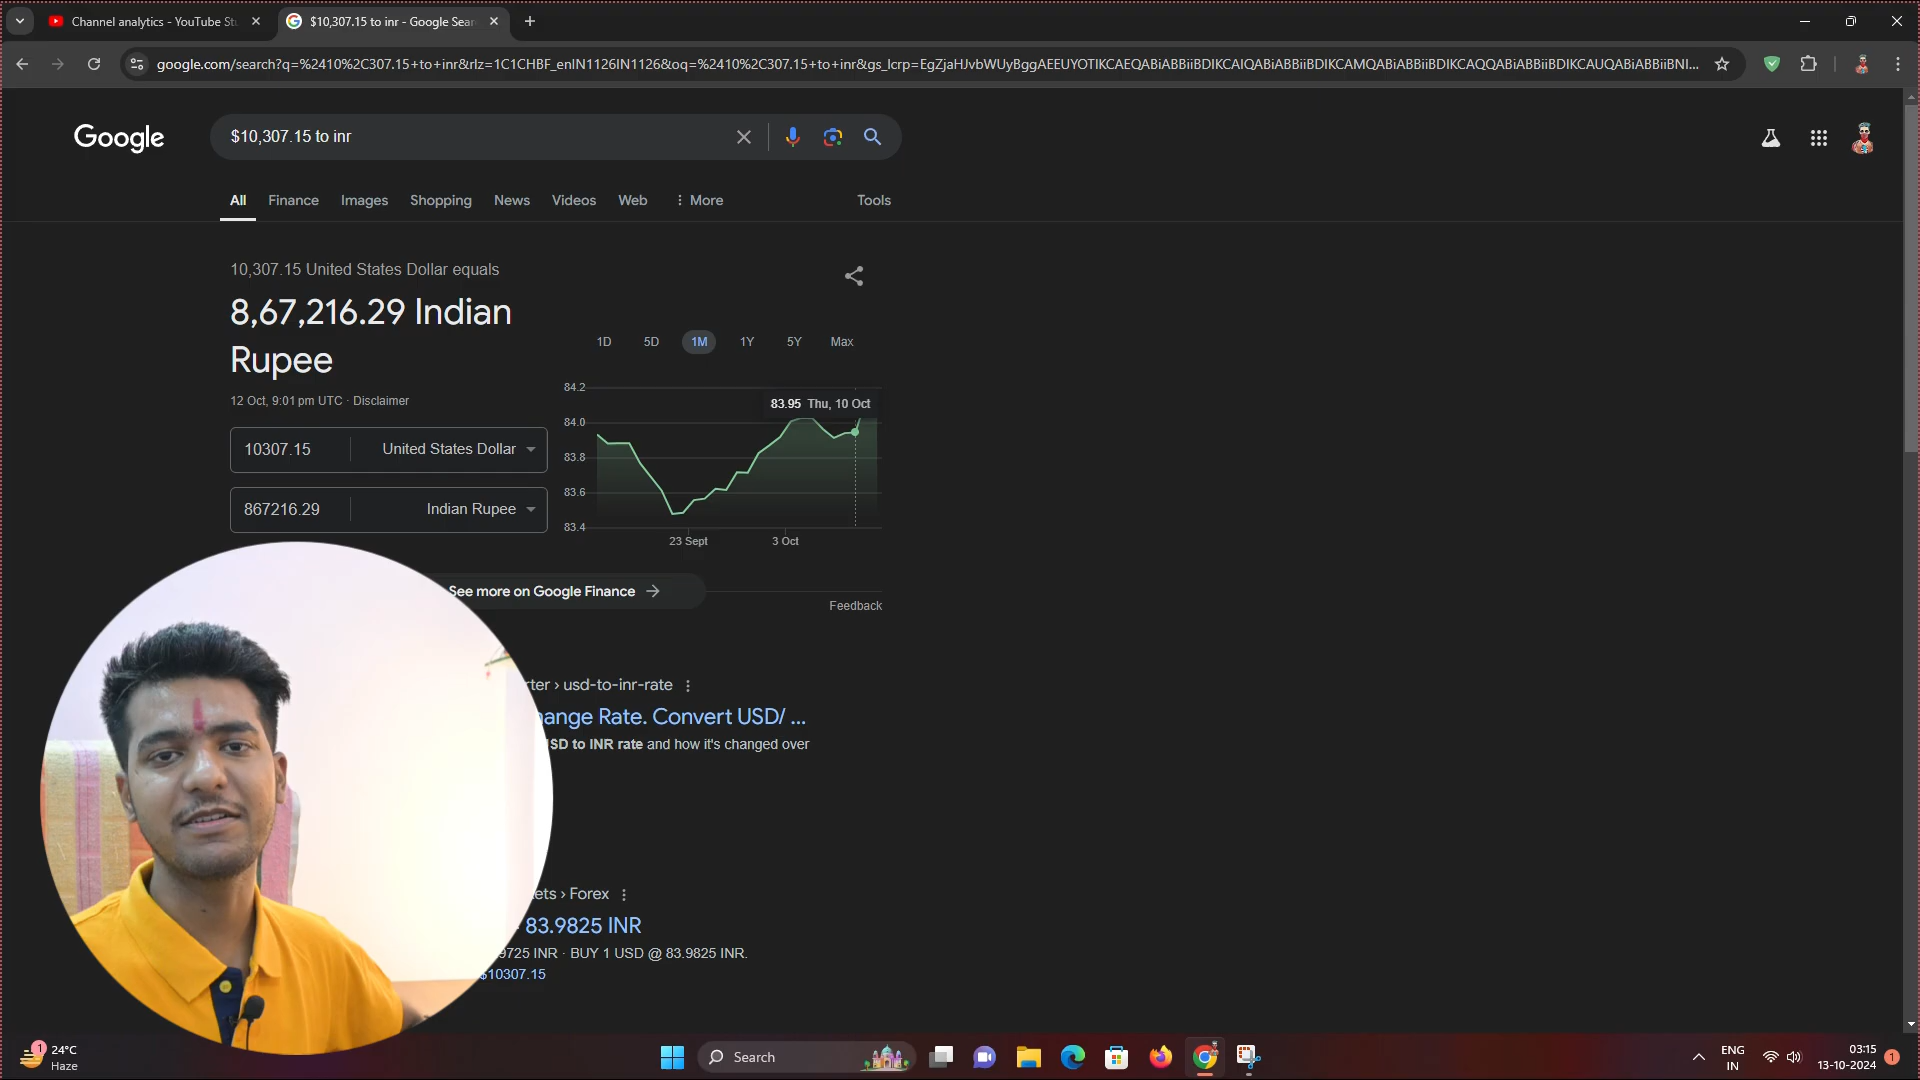 Channel analytics - YouTube St
$10,307.15 to inr - Google Sear
google.com/search?q=%2410%2C307.15+to+inr&rlz=1C1CHBF_enIN1126IN1126&oq=%2410%2C307.15+to+inr&gs_lcrp=EgZjaHJvbWUyBggAEEUYOTIKCAEQABiABBiiBDIKCAIQABiABBiiBDIKCAMQABiABBiiBDIKCAQQABiABBiiBDIKCAUQABiABBiiBNI...
Google
$10,307.15 to inr
All Finance Images Shopping News Videos Web More Tools
10,307.15 United States Dollar equals
8,67,216.29 Indian
Rupee
12 Oct, 9:01 pm UTC · Disclaimer
10307.15 United States Dollar
867216.29 Indian Rupee
1D 5D 1M 1Y 5Y Max
84.2
83.95 Thu, 10 Oct
84.0
83.8
83.6
83.4
23 Sept 3 Oct
See more on Google Finance
Feedback
rter › usd-to-inr-rate
ange Rate. Convert USD/ ...
SD to INR rate and how it's changed over
ets › Forex
83.9825 INR
9725 INR · BUY 1 USD @ 83.9825 INR.
$10307.15
1
24°C
Haze
Search
ENG
IN
03:15
13-10-2024
1